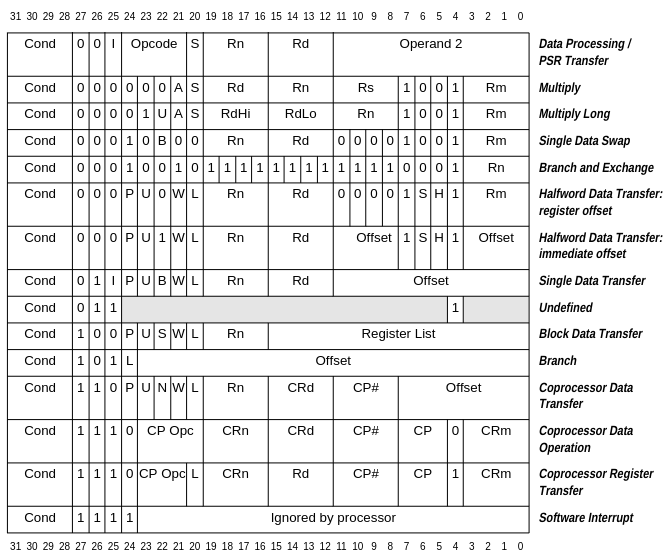 31 30 29 28 27 26 25 24 23 22 21 20 19 18 17 16 15 14 13 12 11 10 9 8 7 6 5 4 3 2 1 0
Cond 0 0 I Opcode S Rn Rd Operand 2 Data Processing /
PSR Transfer
Cond 0 0 0 0 0 0 A S Rd Rn Rs 1 0 0 1 Rm Multiply
Cond 0 0 0 0 1 U A S RdHi RdLo Rn 1 0 0 1 Rm Multiply Long
Cond 0 0 0 1 0 B 0 0 Rn Rd 0 0 0 0 1 0 0 1 Rm Single Data Swap
Cond 0 0 0 1 0 0 1 0 1 1 1 1 1 1 1 1 1 1 1 1 0 0 0 1 Rn Branch and Exchange
Cond 0 0 0 P U 0 W L Rn Rd 0 0 0 0 1 S H 1 Rm Halfword Data Transfer:
register offset
Cond 0 0 0 P U 1 W L Rn Rd Offset 1 S H 1 Offset Halfword Data Transfer:
immediate offset
Cond 0 1 I P U B W L Rn Rd Offset Single Data Transfer
Cond 0 1 1 1 Undefined
Cond 1 0 0 P U S W L Rn Register List Block Data Transfer
Cond 1 0 1 L Offset Branch
Cond 1 1 0 P U N W L Rn CRd CP# Offset Coprocessor Data
Transfer
Cond 1 1 1 0 CP Opc CRn CRd CP# CP 0 CRm Coprocessor Data
Operation
Cond 1 1 1 0 CP Opc L CRn Rd CP# CP 1 CRm Coprocessor Register
Transfer
Cond 1 1 1 1 Ignored by processor Software Interrupt
31 30 29 28 27 26 25 24 23 22 21 20 19 18 17 16 15 14 13 12 11 10 9 8 7 6 5 4 3 2 1 0